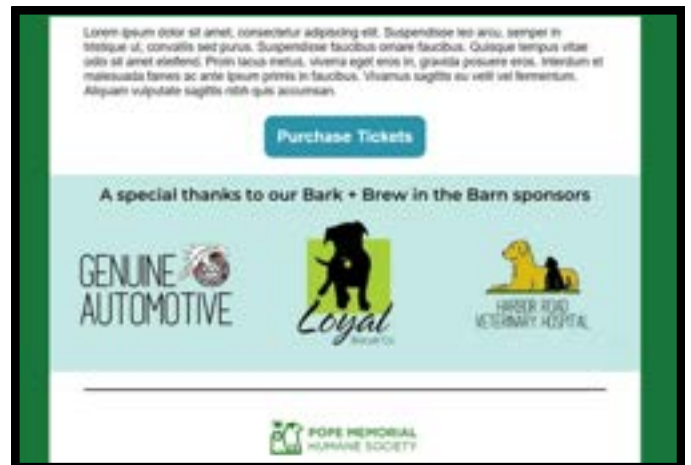 Lorem ipsum dolor sit amet, consectetur adipiscing elit. Suspendisse leo arcu, semper in
tristique ut, convallis sed purus. Suspendisse faucibus ornare faucibus. Quisque tempus vitae
odio sit amet eleifend. Proin lacus metus, viverra eget eros in, gravida posuere eros. Interdum et
malesuada fames ac ante ipsum primis in faucibus. Vivamus sagittis eu velit vel fermentum.
Aliquam vulputate sagittis nibh quis accumsan.
Purchase Tickets
A special thanks to our Bark + Brew in the Barn sponsors
GENUINE
AUTOMOTIVE
Loyal
Biscuit Co
HARBOR ROAD
VETERINARY HOSPITAL
POPE MEMORIAL
HUMANE SOCIETY